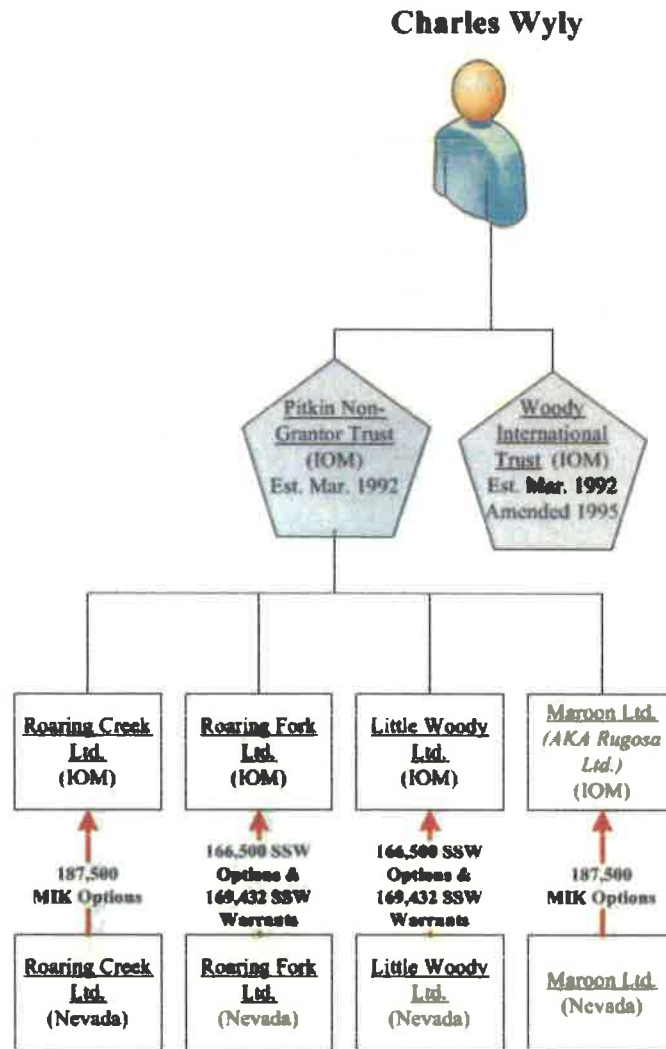 Charles Wyly
Pitkin Non-
Grantor Trust
(IOM)
Est. Mar. 1992
Woody
International
Trust (IOM)
Est. Mar. 1992
Amended 1995
Roaring Creek
Ltd.
(IOM)
Roaring Fork
Ltd.
(IOM)
Little Woody
Ltd.
(IOM)
Maroon Ltd.
(AKA Rugosa
Ltd.)
(IOM)
187,500
MIK Options
166,500 SSW
Options &
169,432 SSW
Warrants
166,500 SSW
Options &
169,432 SSW
Warrants
187,500
MIK Options
Roaring Creek
Ltd.
(Nevada)
Roaring Fork
Ltd.
(Nevada)
Little Woody
Ltd.
(Nevada)
Maroon Ltd.
(Nevada)